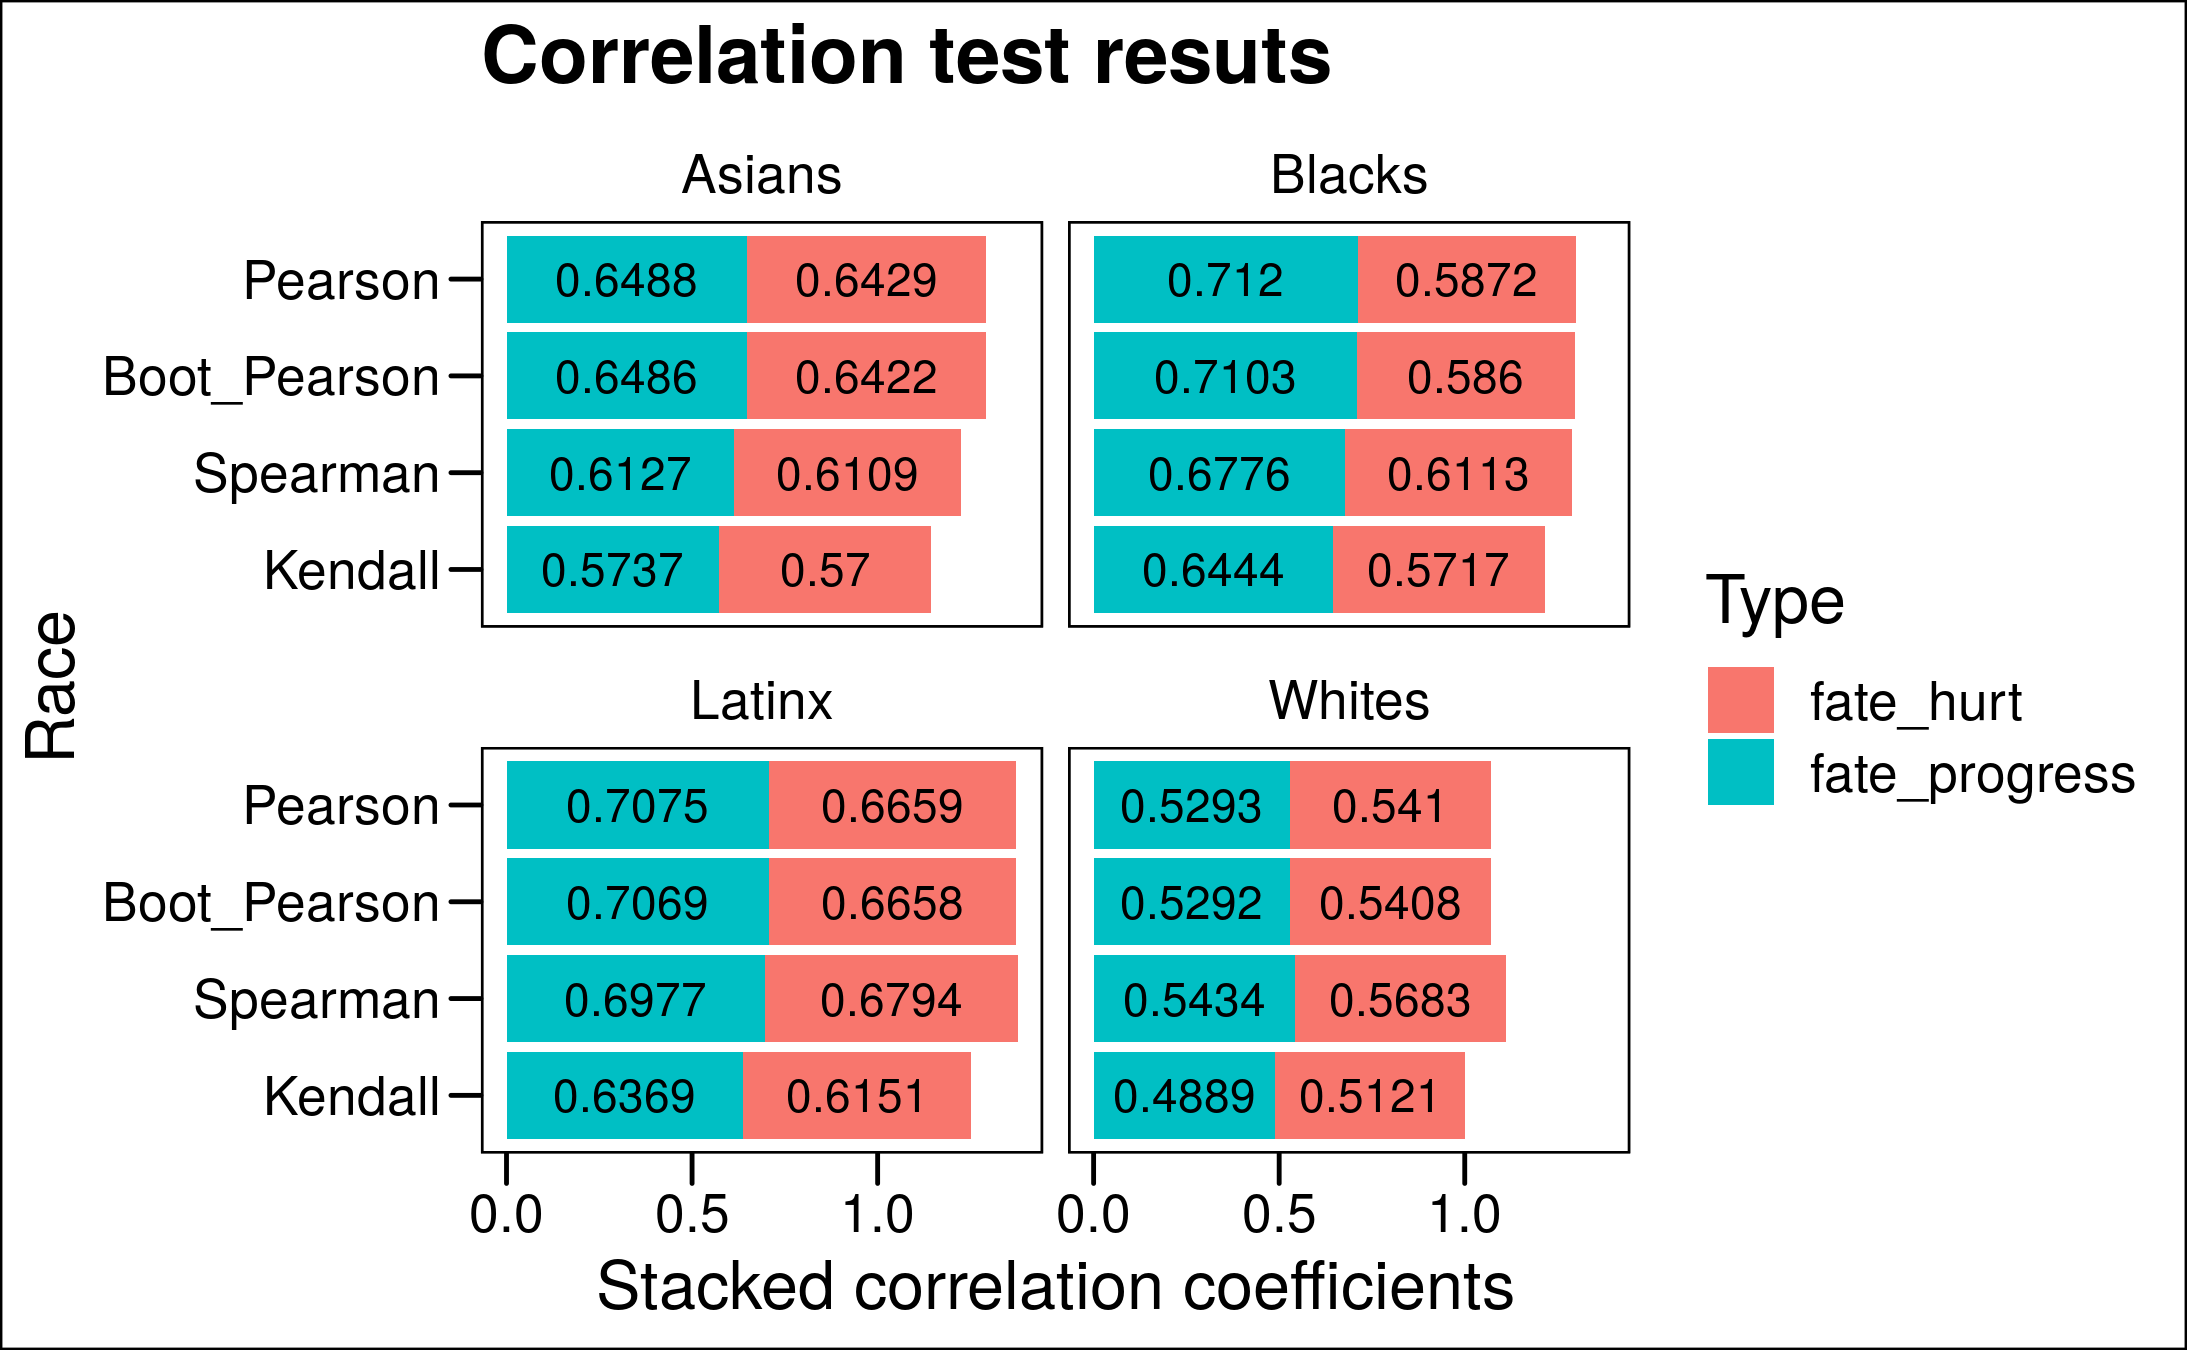 Correlation test resuts
Asians
Blacks
Pearson 0.6488 0.6429 0.712 0.5872
Boot_Pearson 0.6486 0.6422 0.7103 0.586
Spearman 0.6127 0.6109 0.6776 0.6113
Kendall 0.5737 0.57 0.6444 0.5717
Race
Latinx
Whites
Pearson 0.7075 0.6659 0.5293 0.541
Boot_Pearson 0.7069 0.6658 0.5292 0.5408
Spearman 0.6977 0.6794 0.5434 0.5683
Kendall 0.6369 0.6151 0.4889 0.5121
0.0 0.5 1.0 0.0 0.5 1.0
Stacked correlation coefficients
Type
fate_hurt
fate_progress